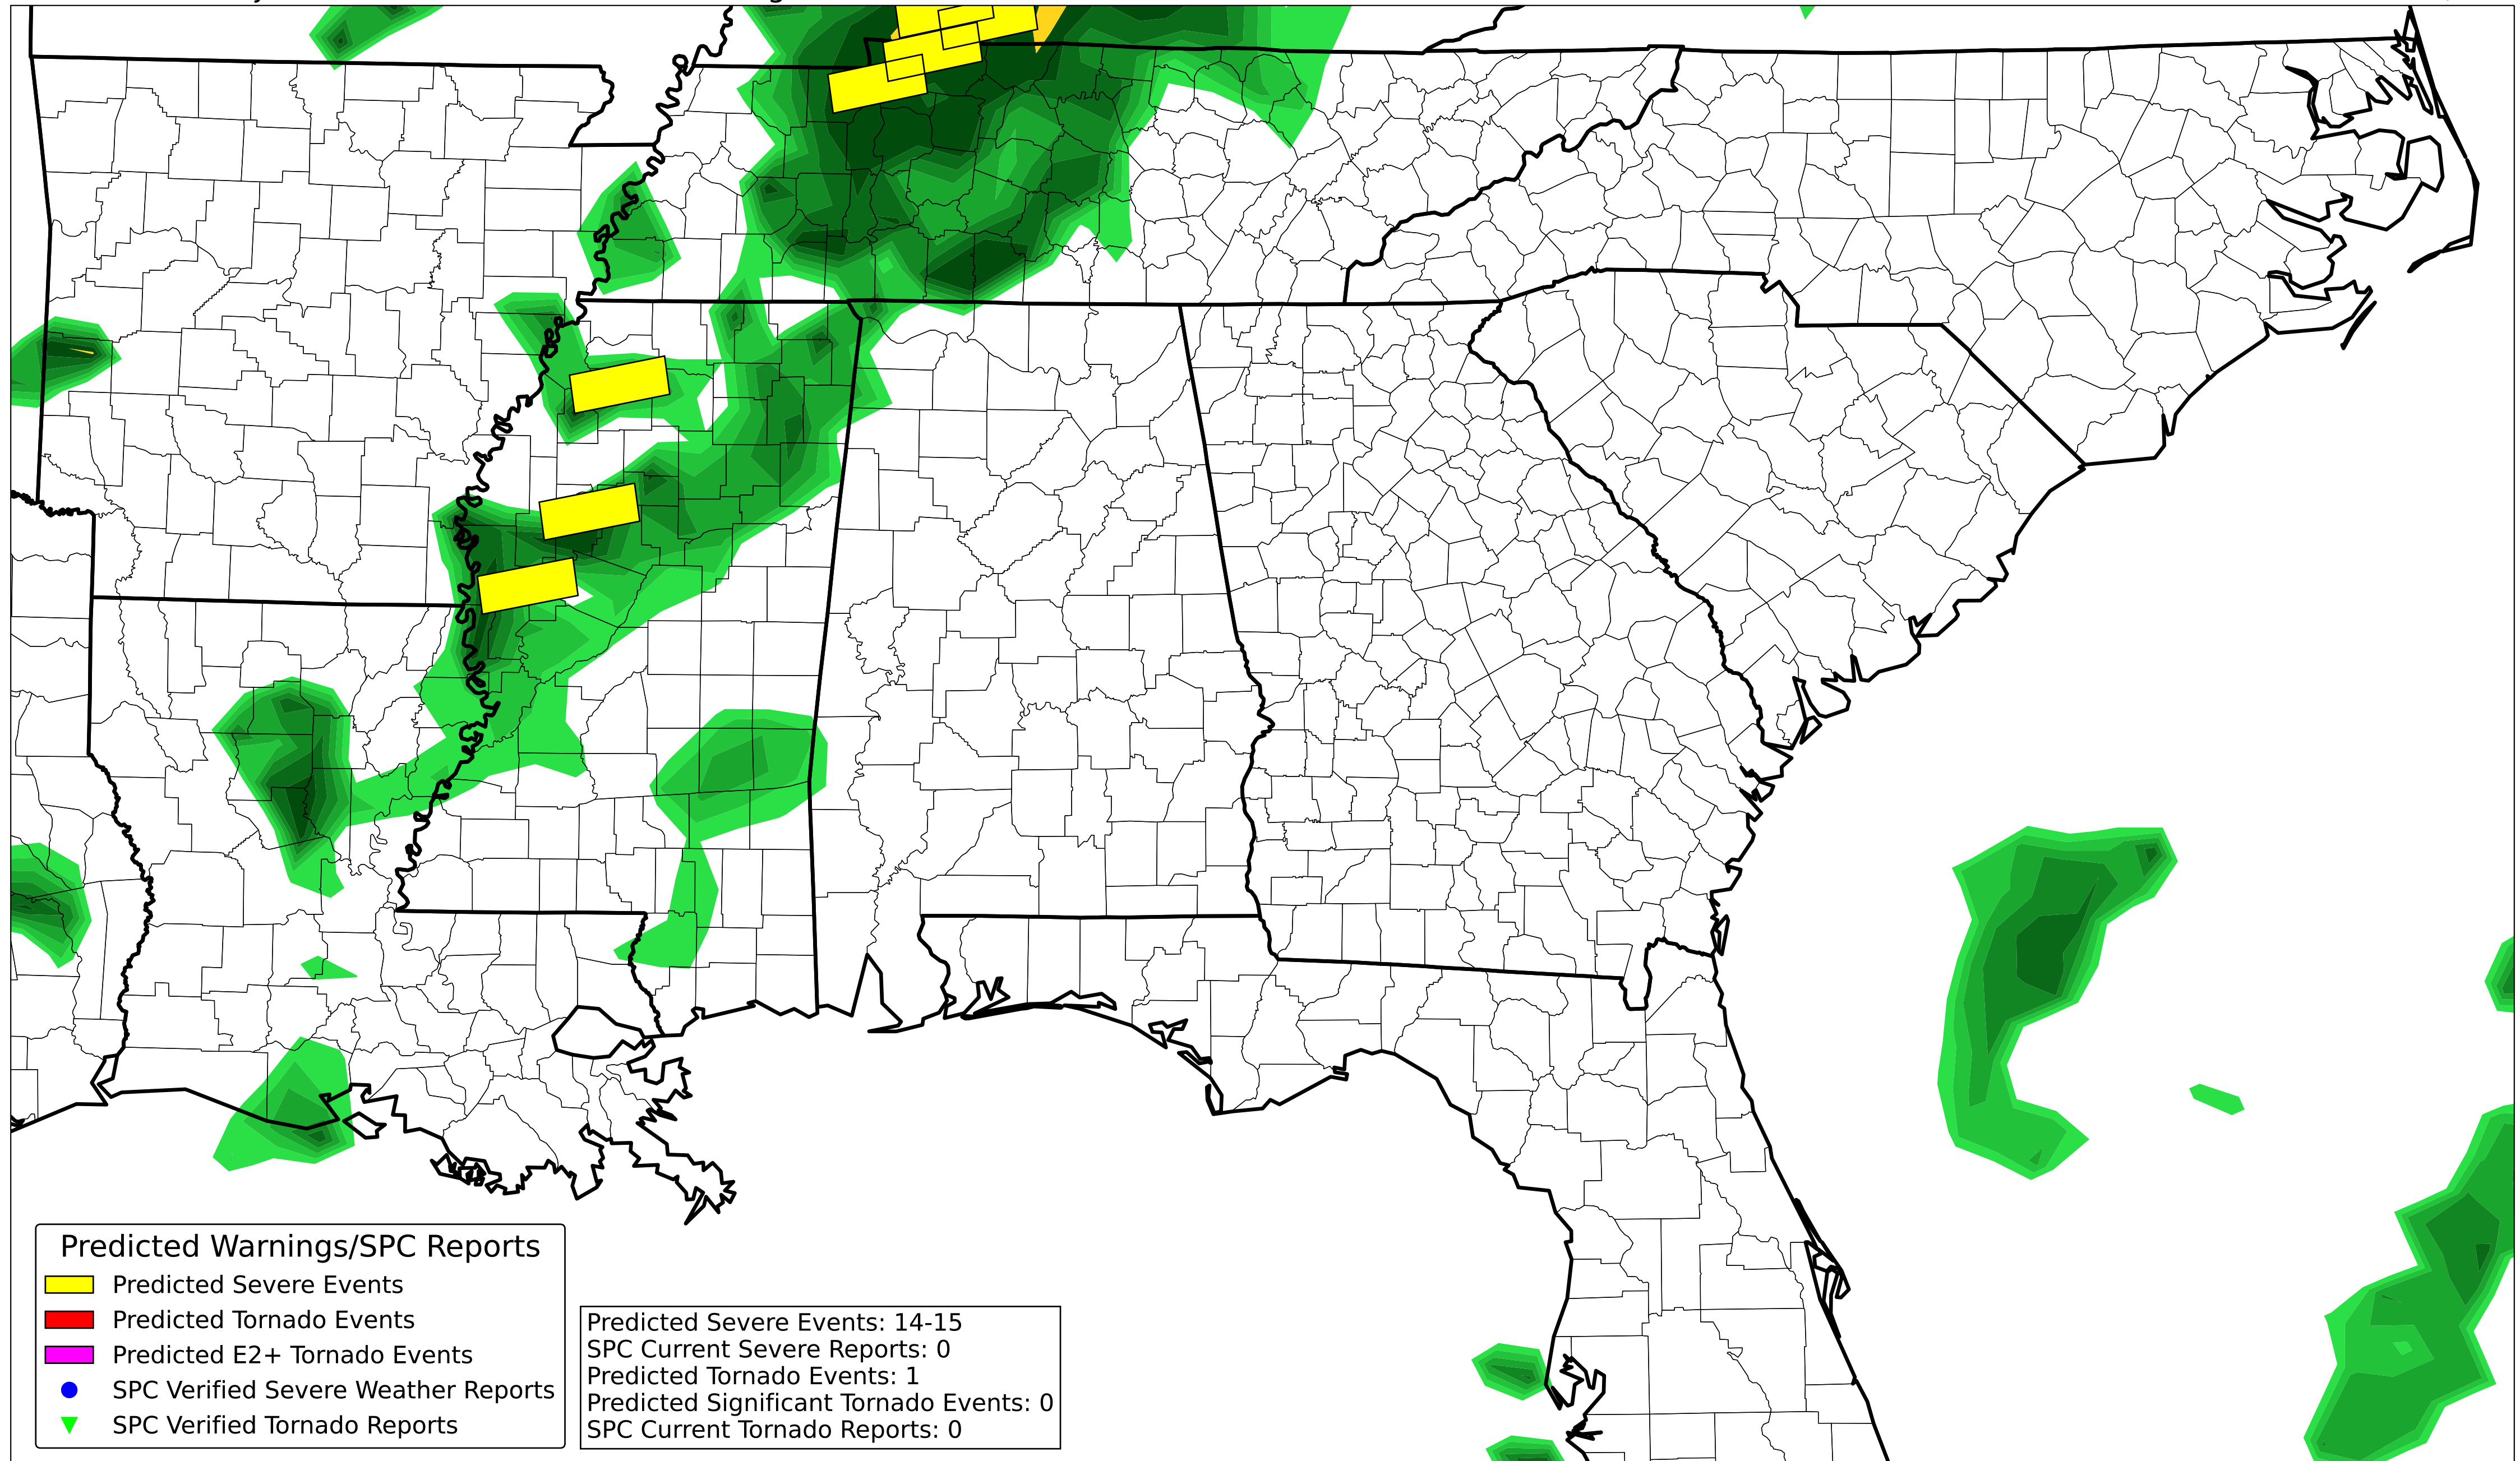 Predicted Warnings/SPC Reports
Predicted Severe Events
Predicted Tornado Events
Predicted E2+ Tornado Events
SPC Verified Severe Weather Reports
SPC Verified Tornado Reports
Predicted Severe Events: 14-15
SPC Current Severe Reports: 0
Predicted Tornado Events: 1
Predicted Significant Tornado Events: 0
SPC Current Tornado Reports: 0